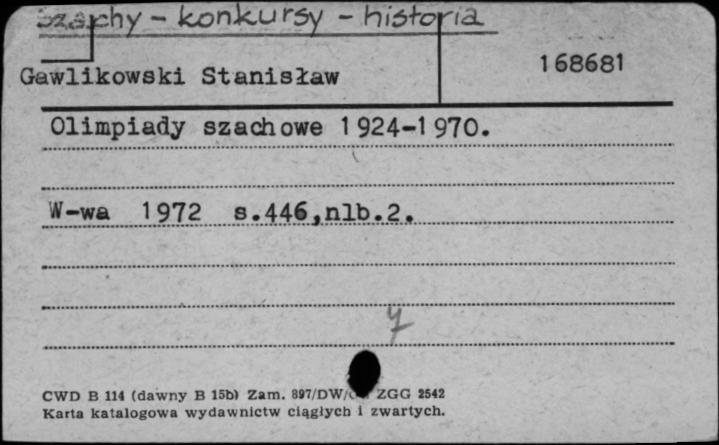 Szachy - konkursy - historia
Gawlikowski Stanisław
168681
Olimpiady szachowe 1924-1970.
W-wa 1972 s.446,nlb.2.
CWD B 114 (dawny B 15b) Zam. 897/DW/ ZGG 2542
Karta katalogowa wydawnictw ciągłych i zwartych.